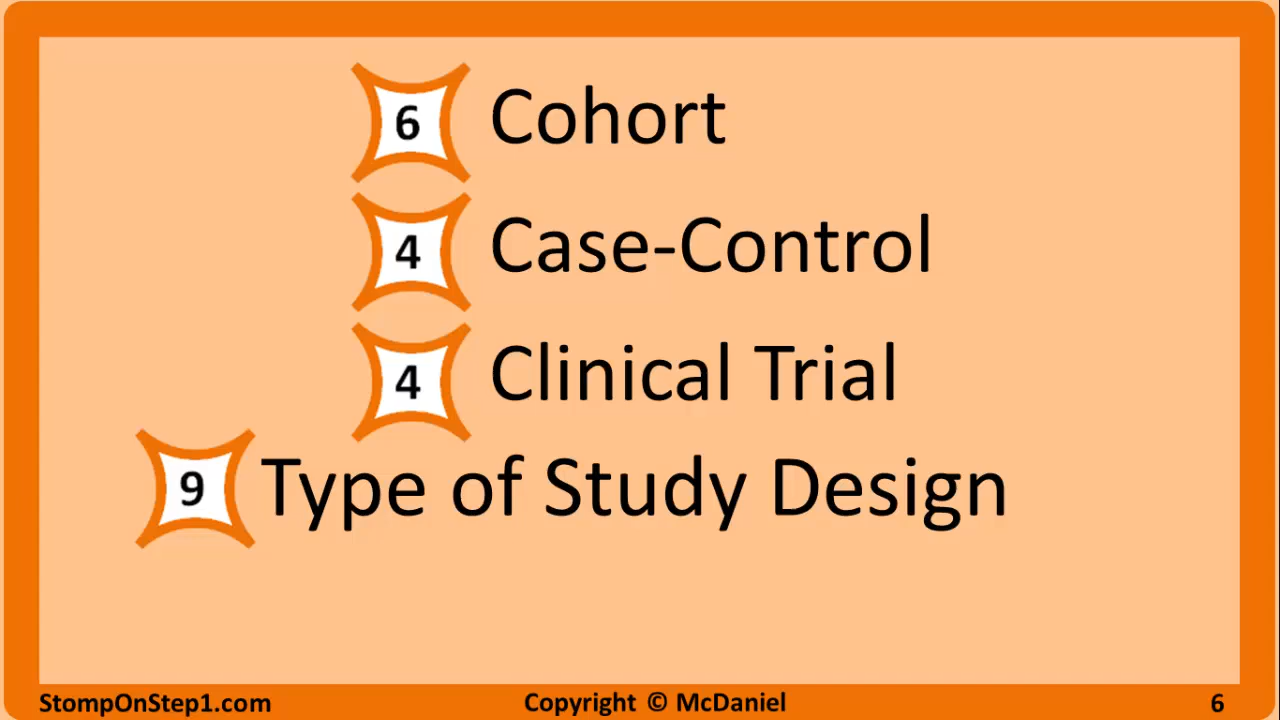 6 Cohort
4 Case-Control
4 Clinical Trial
9 Type of Study Design
StompOnStep1.com Copyright © McDaniel 6